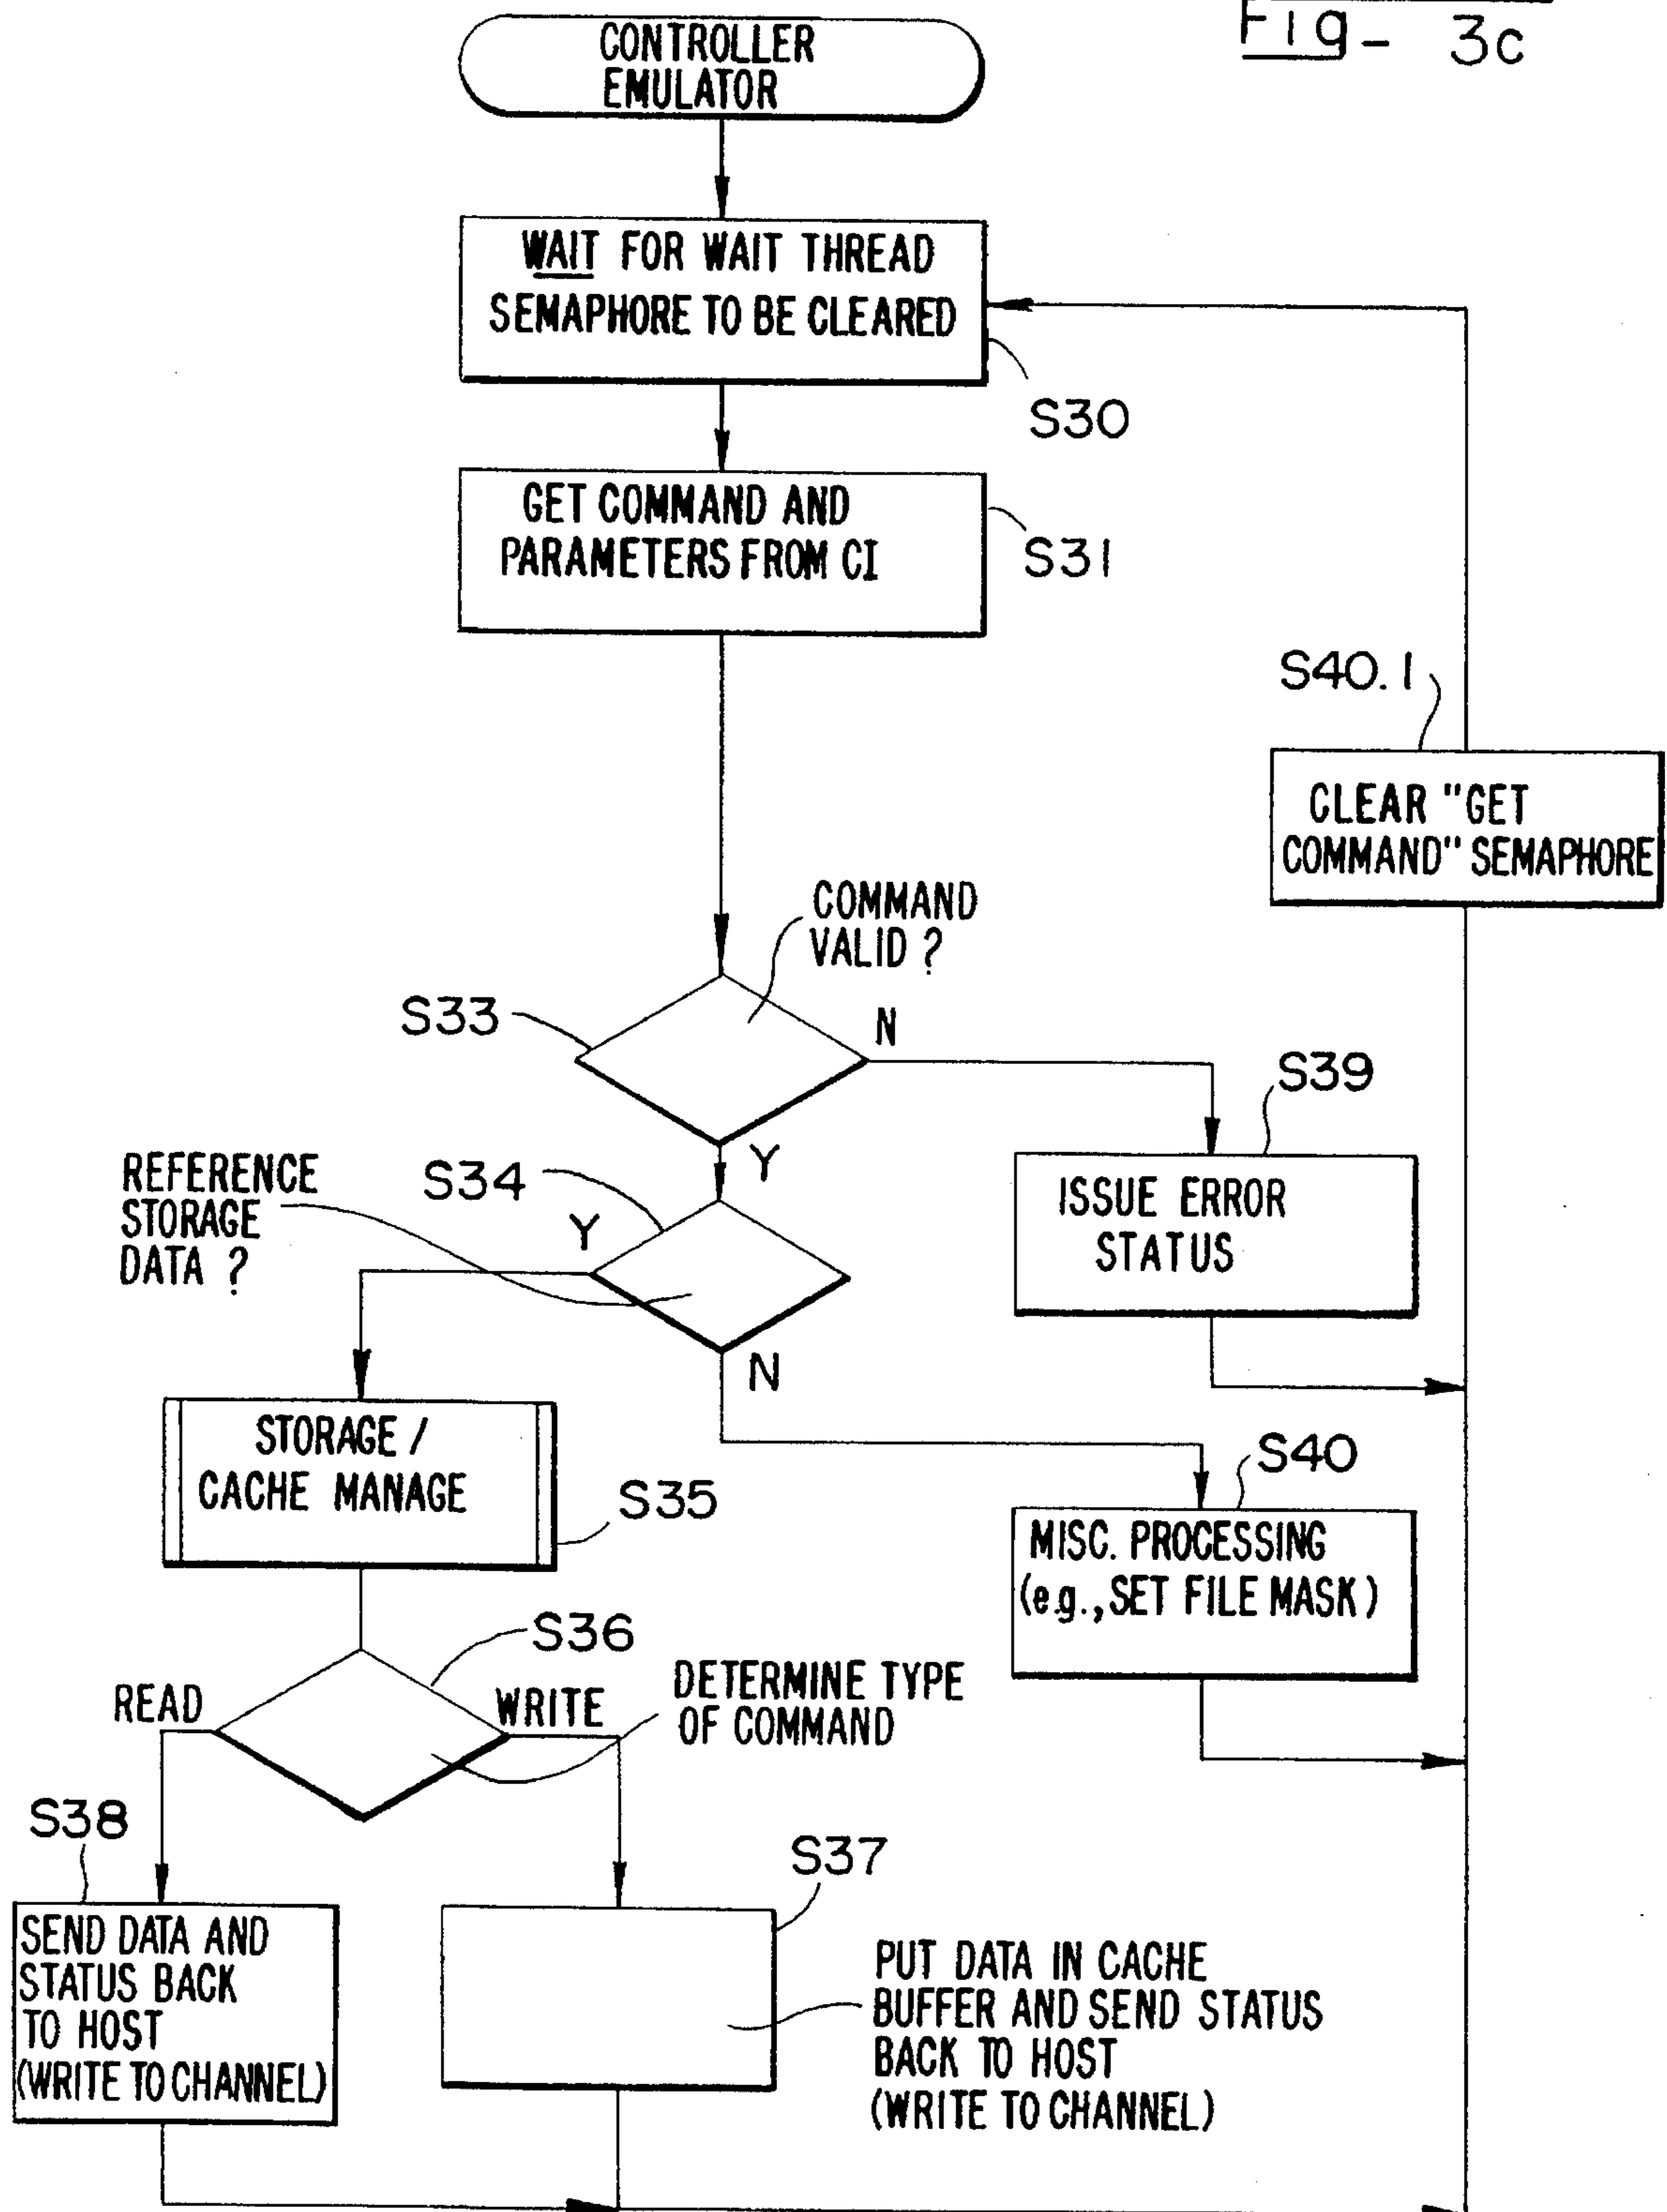 Fig- 3c
CONTROLLER
EMULATOR
WAIT FOR WAIT THREAD
SEMAPHORE TO BE CLEARED
S30
GET COMMAND AND
PARAMETERS FROM CI
S31
S40.1
CLEAR "GET
COMMAND" SEMAPHORE
COMMAND
VALID ?
S33
N
S39
Y
REFERENCE
STORAGE
DATA ?
S34
Y
ISSUE ERROR
STATUS
N
STORAGE /
CACHE MANAGE
S35
S40
MISC. PROCESSING
(e.g., SET FILE MASK)
S36
READ
WRITE
DETERMINE TYPE
OF COMMAND
S38
S37
SEND DATA AND
STATUS BACK
TO HOST
(WRITE TO CHANNEL)
PUT DATA IN CACHE
BUFFER AND SEND STATUS
BACK TO HOST
(WRITE TO CHANNEL)